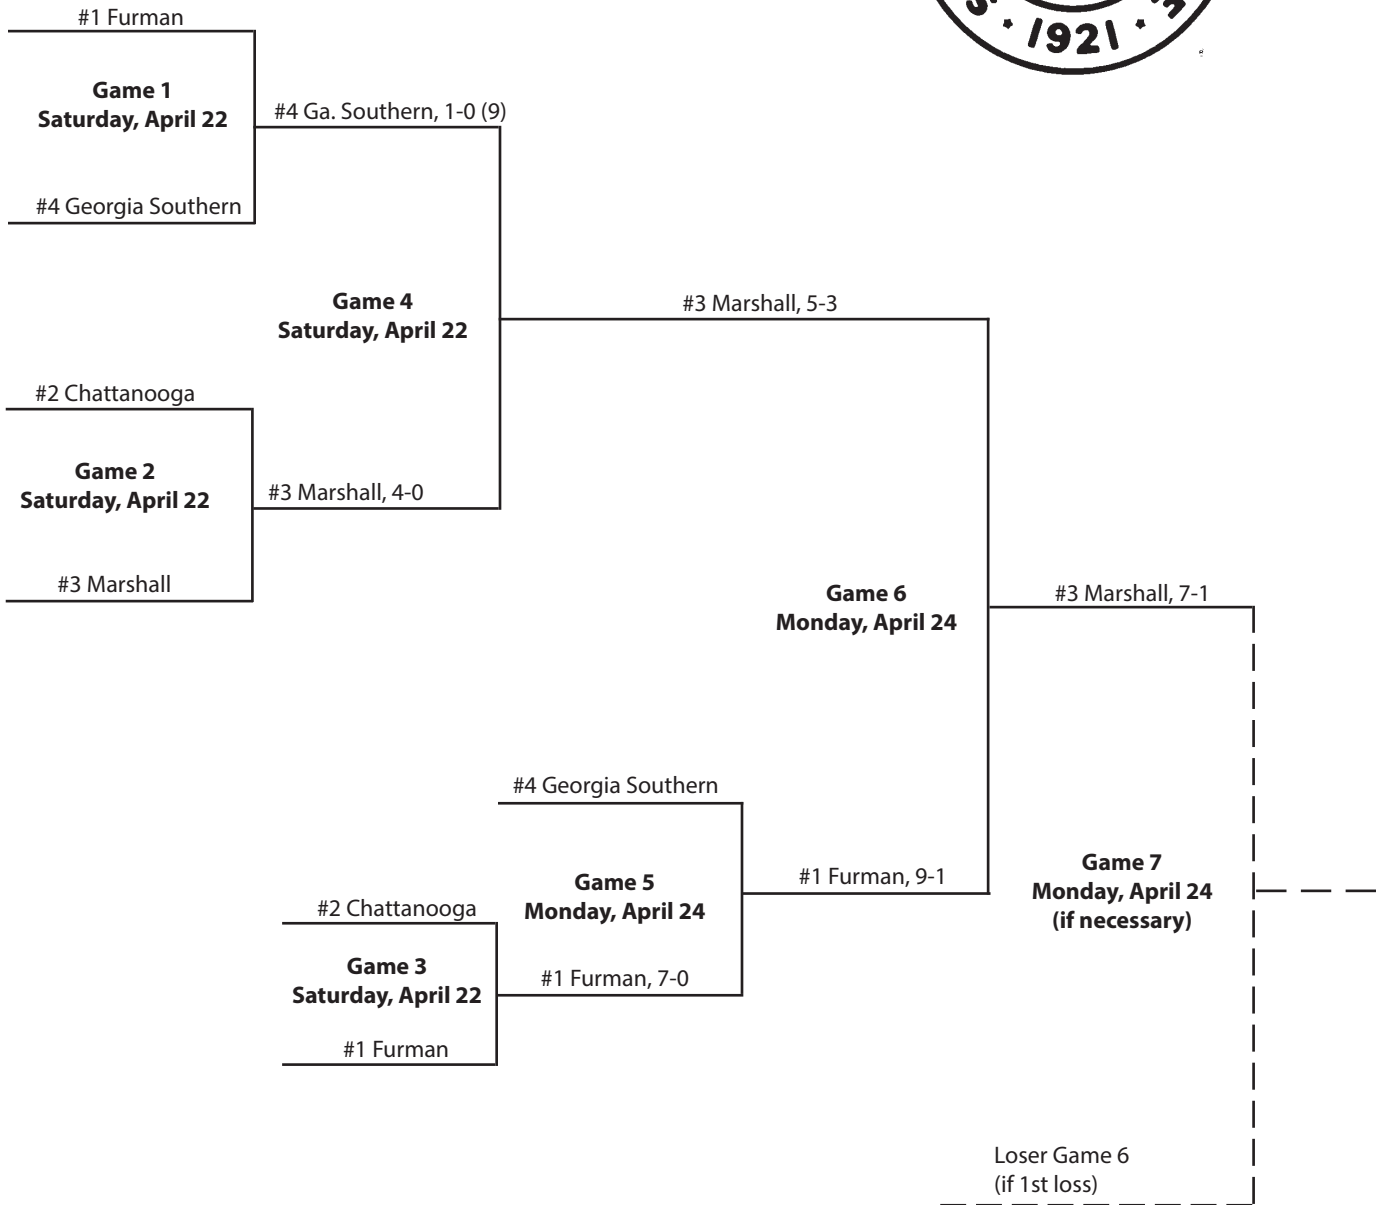 S · 1921 ·
#1 Furman
Game 1
Saturday, April 22
#4 Ga. Southern, 1-0 (9)
#4 Georgia Southern
Game 4
Saturday, April 22
#3 Marshall, 5-3
#2 Chattanooga
Game 2
Saturday, April 22
#3 Marshall, 4-0
#3 Marshall
Game 6
Monday, April 24
#3 Marshall, 7-1
#4 Georgia Southern
Game 5
Monday, April 24
#1 Furman, 9-1
Game 7
Monday, April 24
(if necessary)
#2 Chattanooga
Game 3
Saturday, April 22
#1 Furman, 7-0
#1 Furman
Loser Game 6
(if 1st loss)